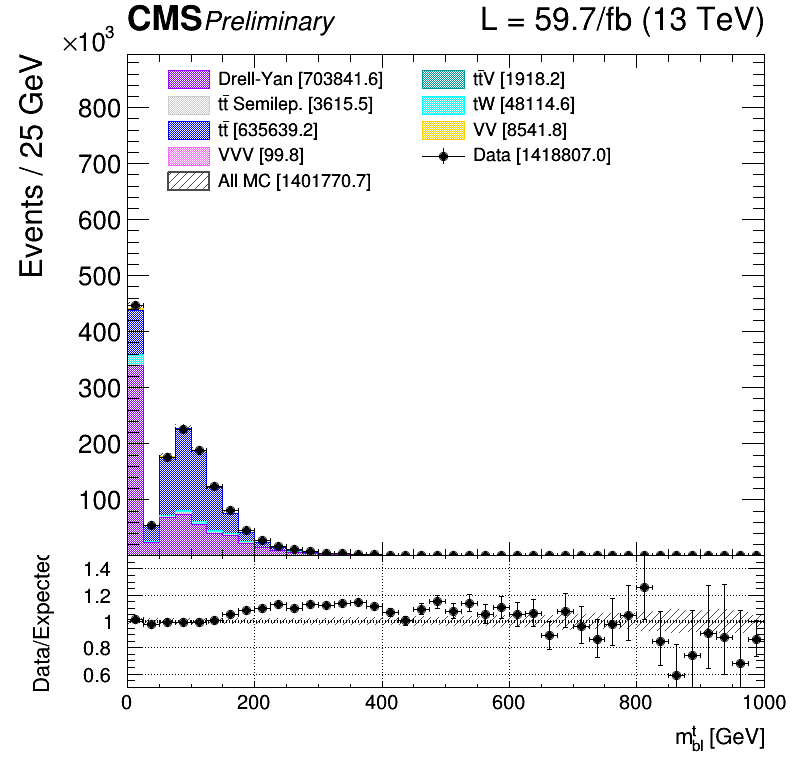 CMS Preliminary L = 59.7/fb (13 TeV)
×10³
Events / 25 GeV
Drell-Yan [703841.6]
tt̄ Semilep. [3615.5]
tt̄ [635639.2]
VVV [99.8]
All MC [1401770.7]
tt̄V [1918.2]
tW [48114.6]
VV [8541.8]
Data [1418807.0]
800
700
600
500
400
300
200
100
Data/Expected
1.4
1.2
1
0.8
0.6
0 200 400 600 800 1000
m^t_bl [GeV]